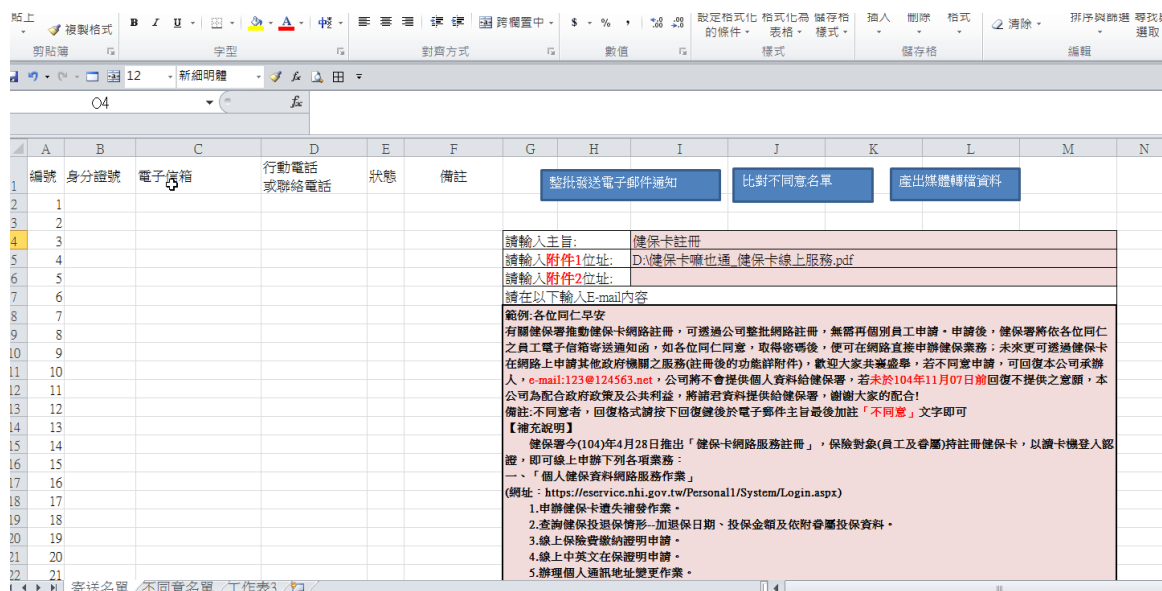 貼上
複製格式
B I U A 中
跨欄置中
$ % ,
設定格式化的條件
格式化為表格
儲存格樣式
插入 刪除 格式
清除
排序與篩選 尋找
選取
剪貼簿 字型 對齊方式 數值 樣式 儲存格 編輯
12 新細明體
O4 fx
A B C D E F G H I J K L M N
1 編號 身分證號 電子信箱 行動電話
或聯絡電話 狀態 備註
整批發送電子郵件通知 比對不同意名單 產出媒體轉檔資料
2 1
3 2
4 3 請輸入主旨: 健保卡註冊
5 4 請輸入附件1位址: D:\健保卡嘛也通_健保卡線上服務.pdf
6 5 請輸入附件2位址:
7 6 請在以下輸入E-mail內容
8 7 範例:各位同仁早安
9 8 有關健保署推動健保卡網路註冊，可透過公司整批網路註冊，無需再個別員工申請。申請後，健保署將依各位同仁
之員工電子信箱寄送通知函，如各位同仁同意，取得密碼後，便可在網路直接申辦健保業務；未來更可透過健保卡
10 9 在網路上申請其他政府機關之服務(註冊後的功能詳附件)，歡迎大家共襄盛舉，若不同意申請，可回復本公司承辦
11 10 人，e-mail:123@124563.net，公司將不會提供個人資料給健保署，若未於104年11月07日前回復不提供之意願，本
12 11 公司為配合政府政策及公共利益，將諸君資料提供給健保署，謝謝大家的配合!
13 12 備註:不同意者，回復格式請按下回復鍵後於電子郵件主旨最後加註「不同意」文字即可
14 13 【補充說明】
15 14 健保署今(104)年4月28日推出「健保卡網路服務註冊」，保險對象(員工及眷屬)持註冊健保卡，以讀卡機登入認
16 15 證，即可線上申辦下列各項業務：
17 16 一、「個人健保資料網路服務作業」
(網址：https://eservice.nhi.gov.tw/Personal1/System/Login.aspx)
18 17 1.申辦健保卡遺失補發作業。
19 18 2.查詢健保投退保情形--加退保日期、投保金額及依附眷屬投保資料。
20 19 3.線上保險費繳納證明申請。
21 20 4.線上中英文在保證明申請。
22 21 5.辦理個人通訊地址變更作業。
寄送名單 不同意名單 工作表3